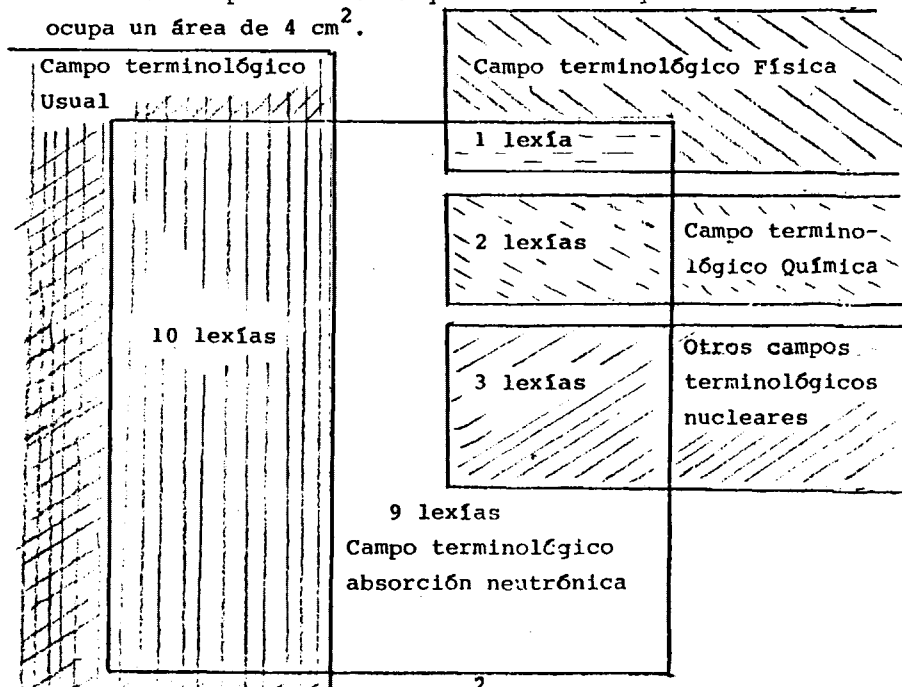 ocupa un área de 4 cm².
Campo terminológico
Usual
Campo terminológico Física
1 lexía
2 lexías
Campo termino-
lógico Química
10 lexías
3 lexías
Otros campos
terminológicos
nucleares
9 lexías
Campo terminológico
absorción neutrónica
2